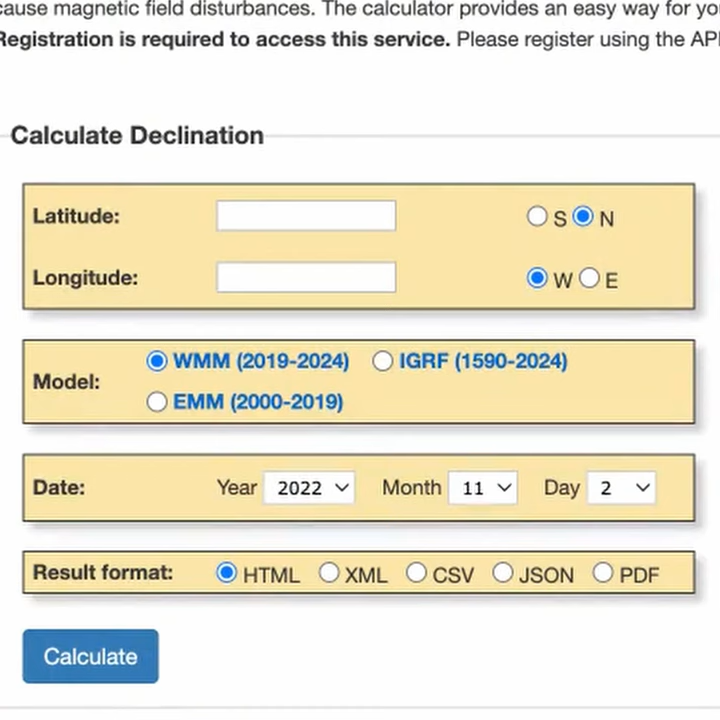 cause magnetic field disturbances. The calculator provides an easy way for you
Registration is required to access this service. Please register using the API
Calculate Declination
Latitude: S N
Longitude: W E
WMM (2019-2024) IGRF (1590-2024)
Model:
EMM (2000-2019)
Date: Year 2022 Month 11 Day 2
Result format: HTML XML CSV JSON PDF
Calculate